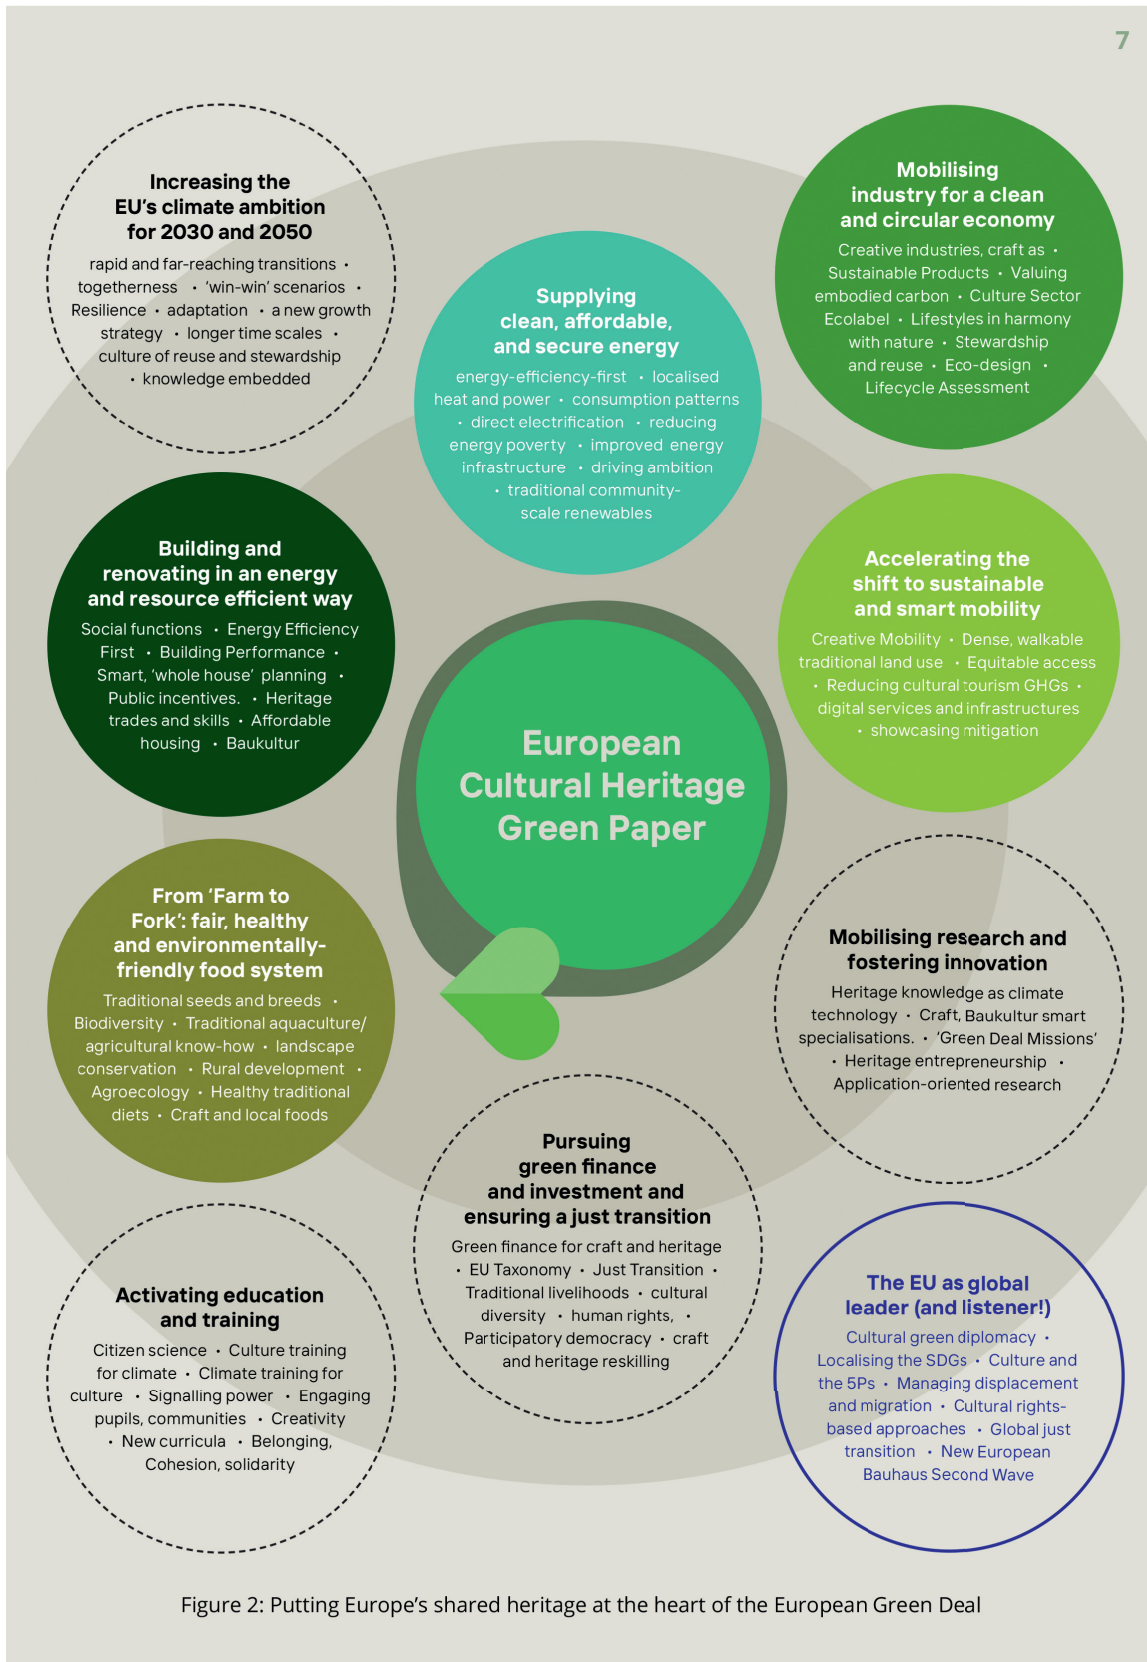 7
Increasing the
EU's climate ambition
for 2030 and 2050
rapid and far-reaching transitions •
togetherness • 'win-win' scenarios •
Resilience • adaptation • a new growth
strategy • longer time scales •
culture of reuse and stewardship
• knowledge embedded
Supplying
clean, affordable,
and secure energy
energy-efficiency-first • localised
heat and power • consumption patterns
• direct electrification • reducing
energy poverty • improved energy
infrastructure • driving ambition
• traditional community-
scale renewables
Mobilising
industry for a clean
and circular economy
Creative industries, craft as •
Sustainable Products • Valuing
embodied carbon • Culture Sector
Ecolabel • Lifestyles in harmony
with nature • Stewardship
and reuse • Eco-design •
Lifecycle Assessment
Building and
renovating in an energy
and resource efficient way
Social functions • Energy Efficiency
First • Building Performance •
Smart, 'whole house' planning •
Public incentives. • Heritage
trades and skills • Affordable
housing • Baukultur
Accelerating the
shift to sustainable
and smart mobility
Creative Mobility • Dense, walkable
traditional land use • Equitable access
• Reducing cultural tourism GHGs •
digital services and infrastructures
• showcasing mitigation
European
Cultural Heritage
Green Paper
From 'Farm to
Fork': fair, healthy
and environmentally-
friendly food system
Traditional seeds and breeds •
Biodiversity • Traditional aquaculture/
agricultural know-how • landscape
conservation • Rural development •
Agroecology • Healthy traditional
diets • Craft and local foods
Mobilising research and
fostering innovation
Heritage knowledge as climate
technology • Craft, Baukultur smart
specialisations. • 'Green Deal Missions'
• Heritage entrepreneurship •
Application-oriented research
Pursuing
green finance
and investment and
ensuring a just transition
Green finance for craft and heritage
• EU Taxonomy • Just Transition •
Traditional livelihoods • cultural
diversity • human rights, •
Participatory democracy • craft
and heritage reskilling
Activating education
and training
Citizen science • Culture training
for climate • Climate training for
culture • Signalling power • Engaging
pupils, communities • Creativity
• New curricula • Belonging,
Cohesion, solidarity
The EU as global
leader (and listener!)
Cultural green diplomacy •
Localising the SDGs • Culture and
the 5Ps • Managing displacement
and migration • Cultural rights-
based approaches • Global just
transition • New European
Bauhaus Second Wave
Figure 2: Putting Europe's shared heritage at the heart of the European Green Deal